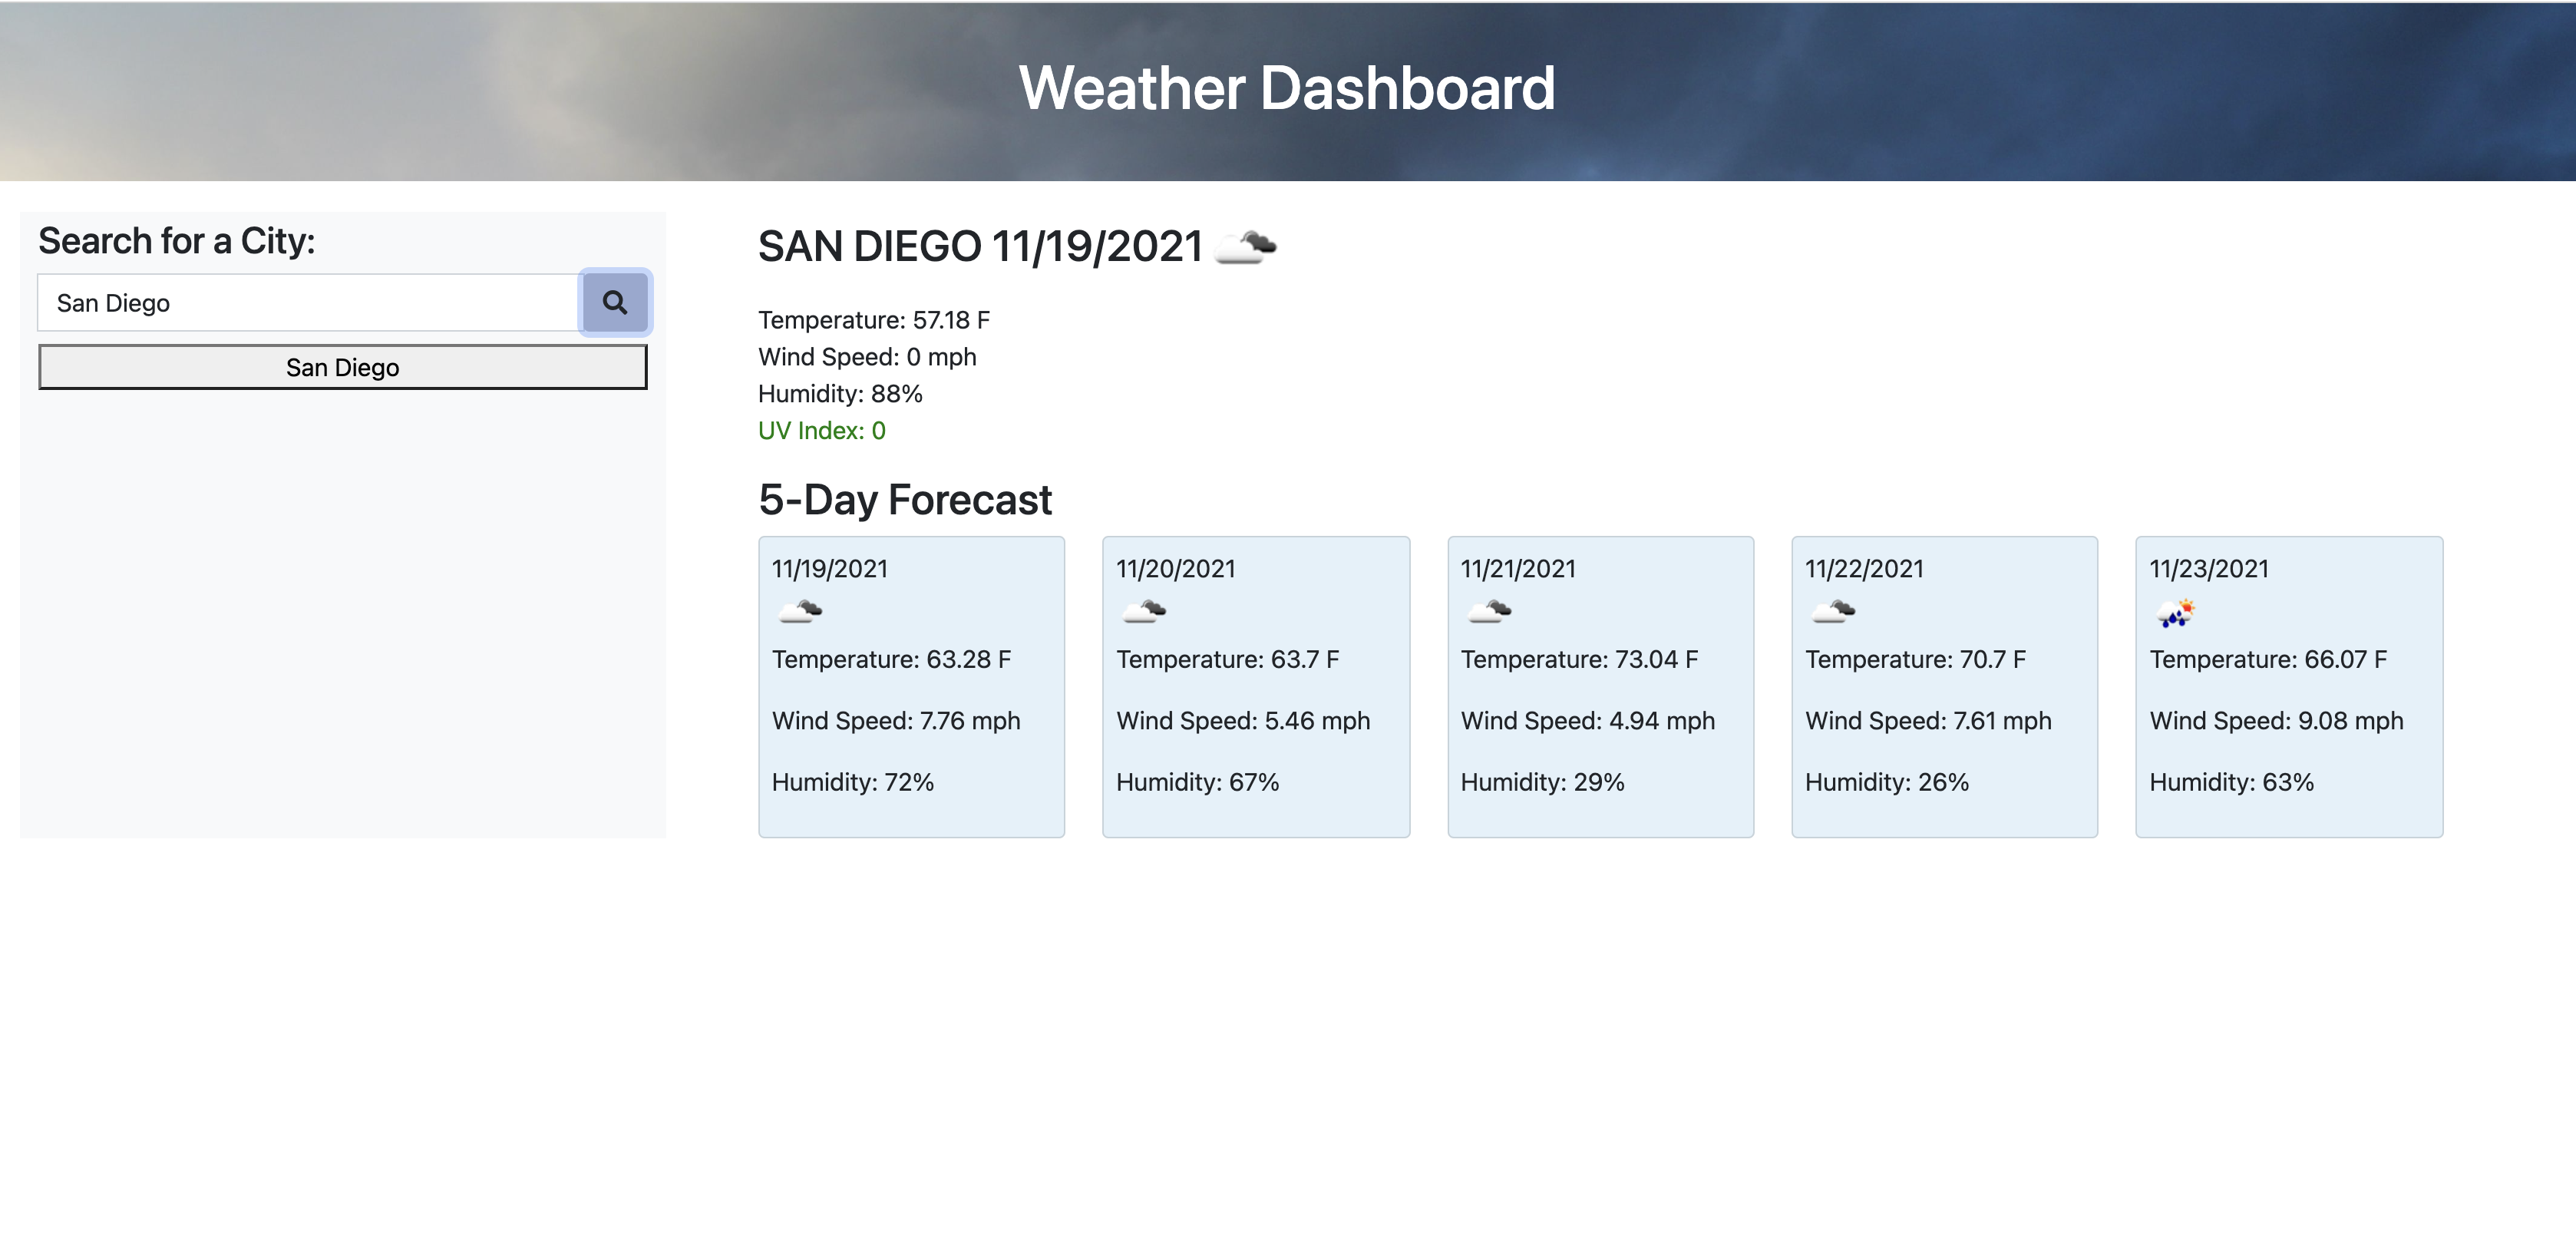 Weather Dashboard
Search for a City:
San Diego
San Diego
SAN DIEGO 11/19/2021
Temperature: 57.18 F
Wind Speed: 0 mph
Humidity: 88%
UV Index: 0
5-Day Forecast
11/19/2021
Temperature: 63.28 F
Wind Speed: 7.76 mph
Humidity: 72%
11/20/2021
Temperature: 63.7 F
Wind Speed: 5.46 mph
Humidity: 67%
11/21/2021
Temperature: 73.04 F
Wind Speed: 4.94 mph
Humidity: 29%
11/22/2021
Temperature: 70.7 F
Wind Speed: 7.61 mph
Humidity: 26%
11/23/2021
Temperature: 66.07 F
Wind Speed: 9.08 mph
Humidity: 63%